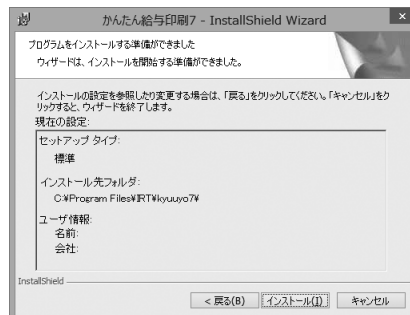 かんたん給与印刷7 - InstallShield Wizard
プログラムをインストールする準備ができました
ウィザードは、インストールを開始する準備ができました。
インストールの設定を参照したり変更する場合は、「戻る」をクリックしてください。「キャンセル」をク
リックすると、ウィザードを終了します。
現在の設定:
セットアップ タイプ:
標準
インストール先フォルダ:
C:¥Program Files¥IRT¥kyuuyo7¥
ユーザ情報:
名前:
会社:
InstallShield
< 戻る(B) インストール(I) キャンセル